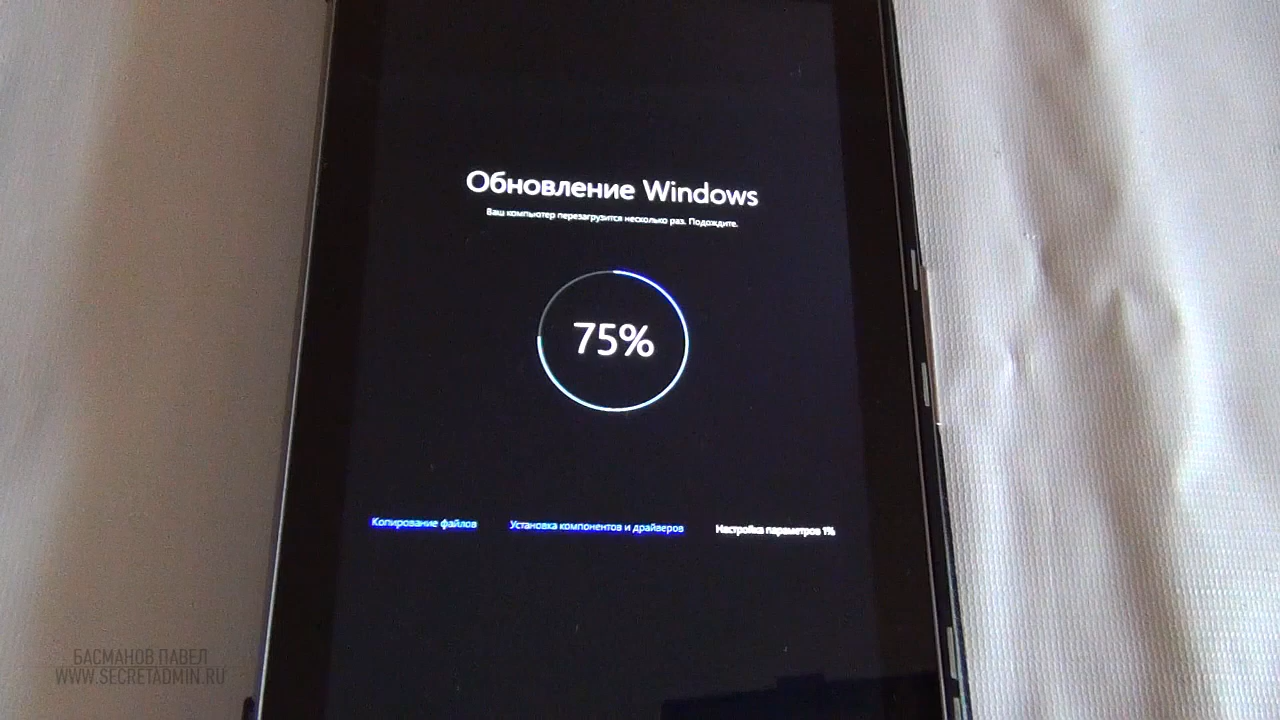 Обновление Windows
Ваш компьютер перезагрузится несколько раз. Подождите.
75%
Копирование файлов Установка компонентов и драйверов Настройка параметров 1%
БАСМАНОВ ПАВЕЛ
WWW.SECRETADMIN.RU